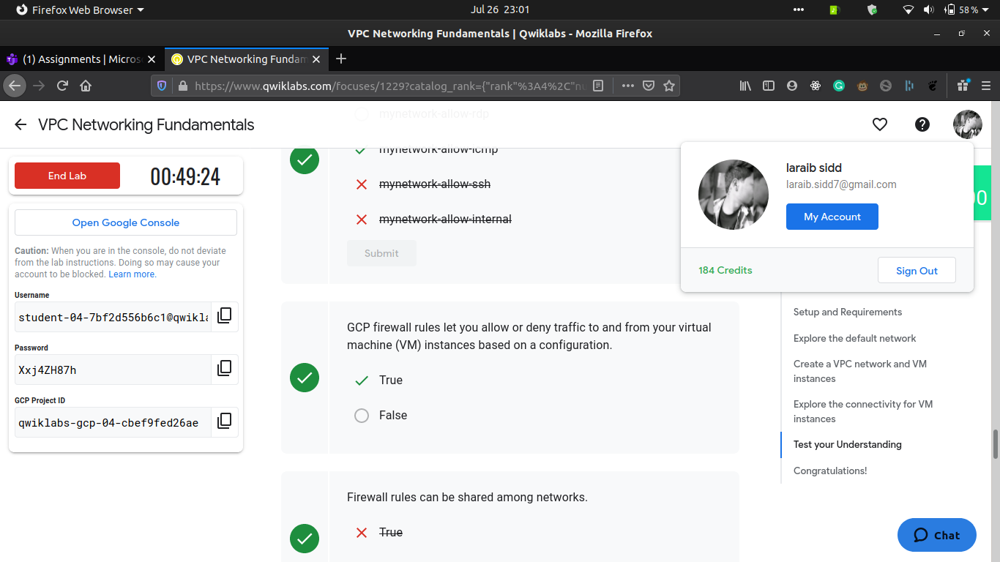 Firefox Web Browser
Jul 26 23:01
58 %
VPC Networking Fundamentals | Qwiklabs - Mozilla Firefox
(1) Assignments | Micros
VPC Networking Fundam
https://www.qwiklabs.com/focuses/1229?catalog_rank={"rank"%3A4%2C"nu
VPC Networking Fundamentals
End Lab
00:49:24
Open Google Console
Caution: When you are in the console, do not deviate
from the lab instructions. Doing so may cause your
account to be blocked. Learn more.
Username
student-04-7bf2d556b6c1@qwikla
Password
Xxj4ZH87h
GCP Project ID
qwiklabs-gcp-04-cbef9fed26ae
mynetwork-allow-rdp
mynetwork-allow-icmp
mynetwork-allow-ssh
mynetwork-allow-internal
Submit
GCP firewall rules let you allow or deny traffic to and from your virtual
machine (VM) instances based on a configuration.
True
False
Firewall rules can be shared among networks.
True
laraib sidd
laraib.sidd7@gmail.com
My Account
184 Credits
Sign Out
Setup and Requirements
Explore the default network
Create a VPC network and VM
instances
Explore the connectivity for VM
instances
Test your Understanding
Congratulations!
Chat